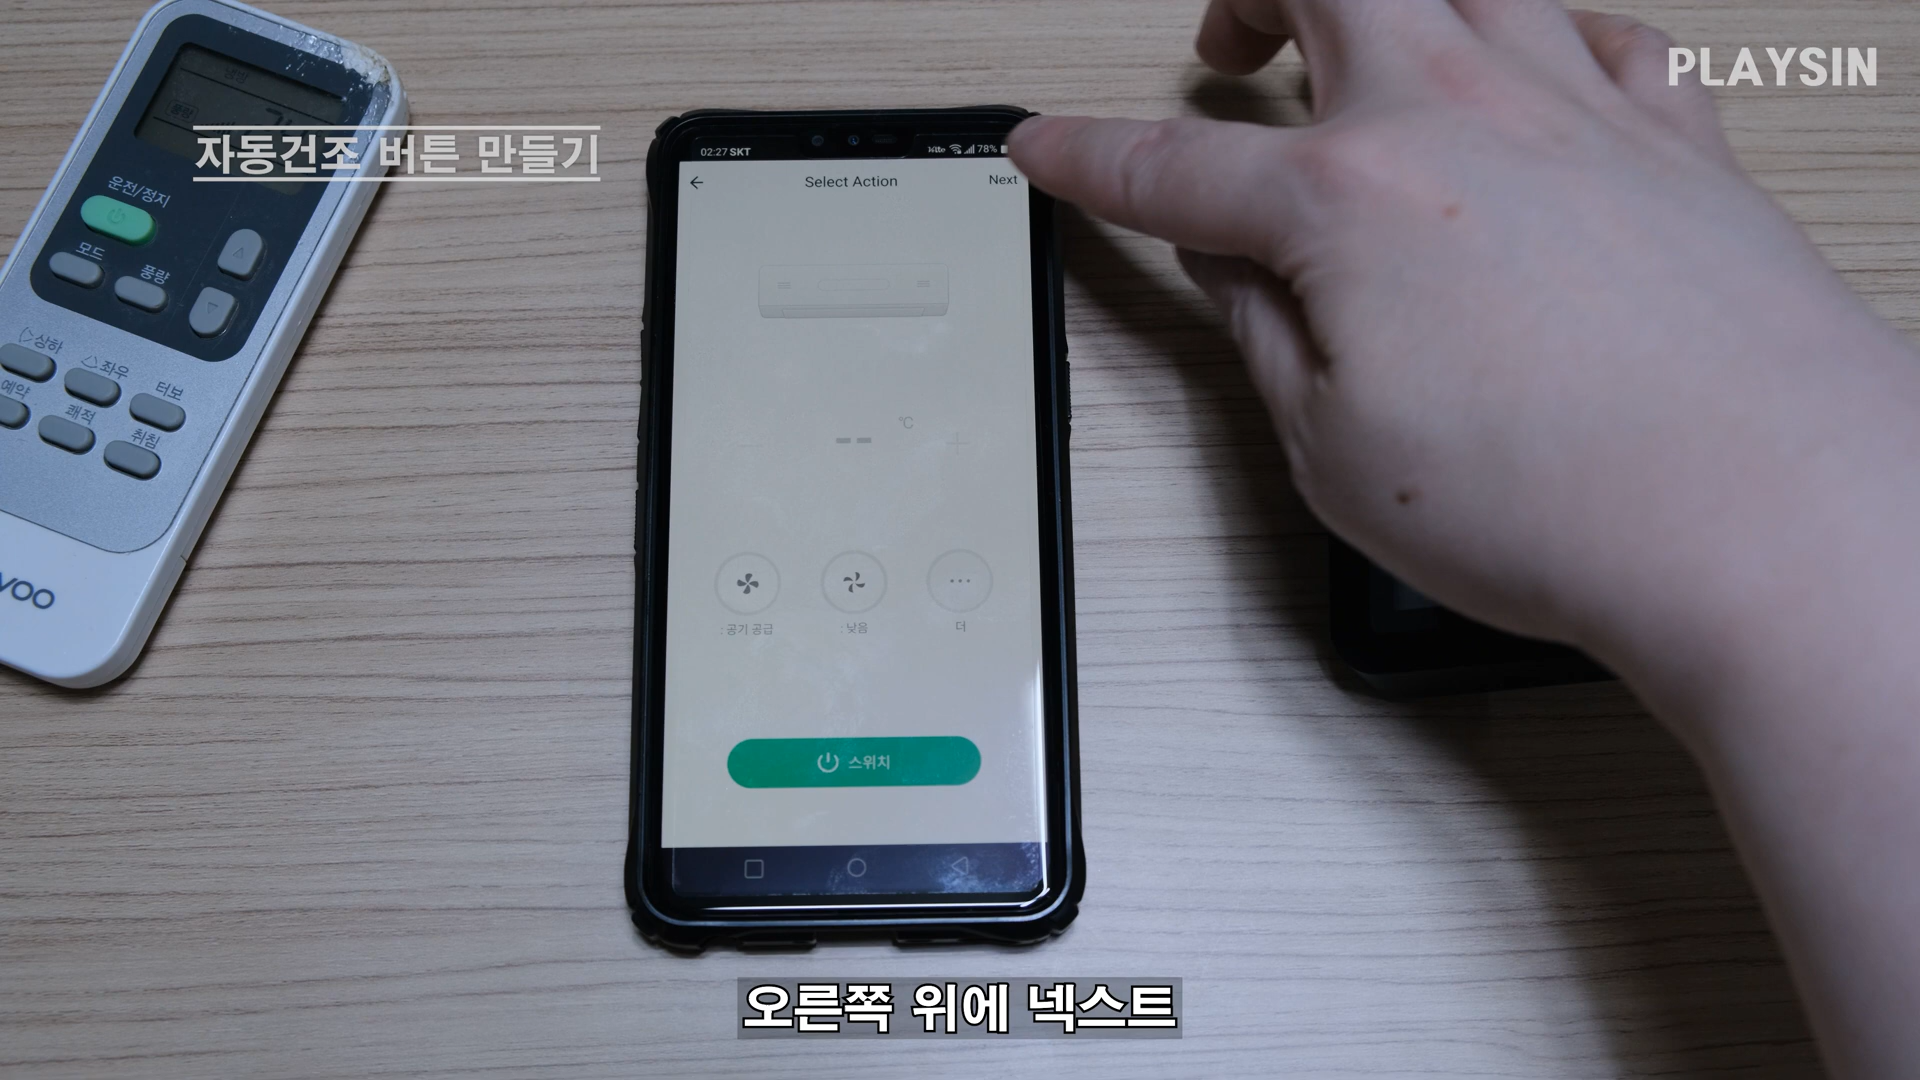 PLAYSIN
자동건조 버튼 만들기
운전/정지
모드
풍량
상하
좌우
터보
예약
쾌적
취침
yoo
02:27 SKT
78%
Select Action
Next
°C
: 공기 공급
: 낮음
더
스위치
오른쪽 위에 넥스트